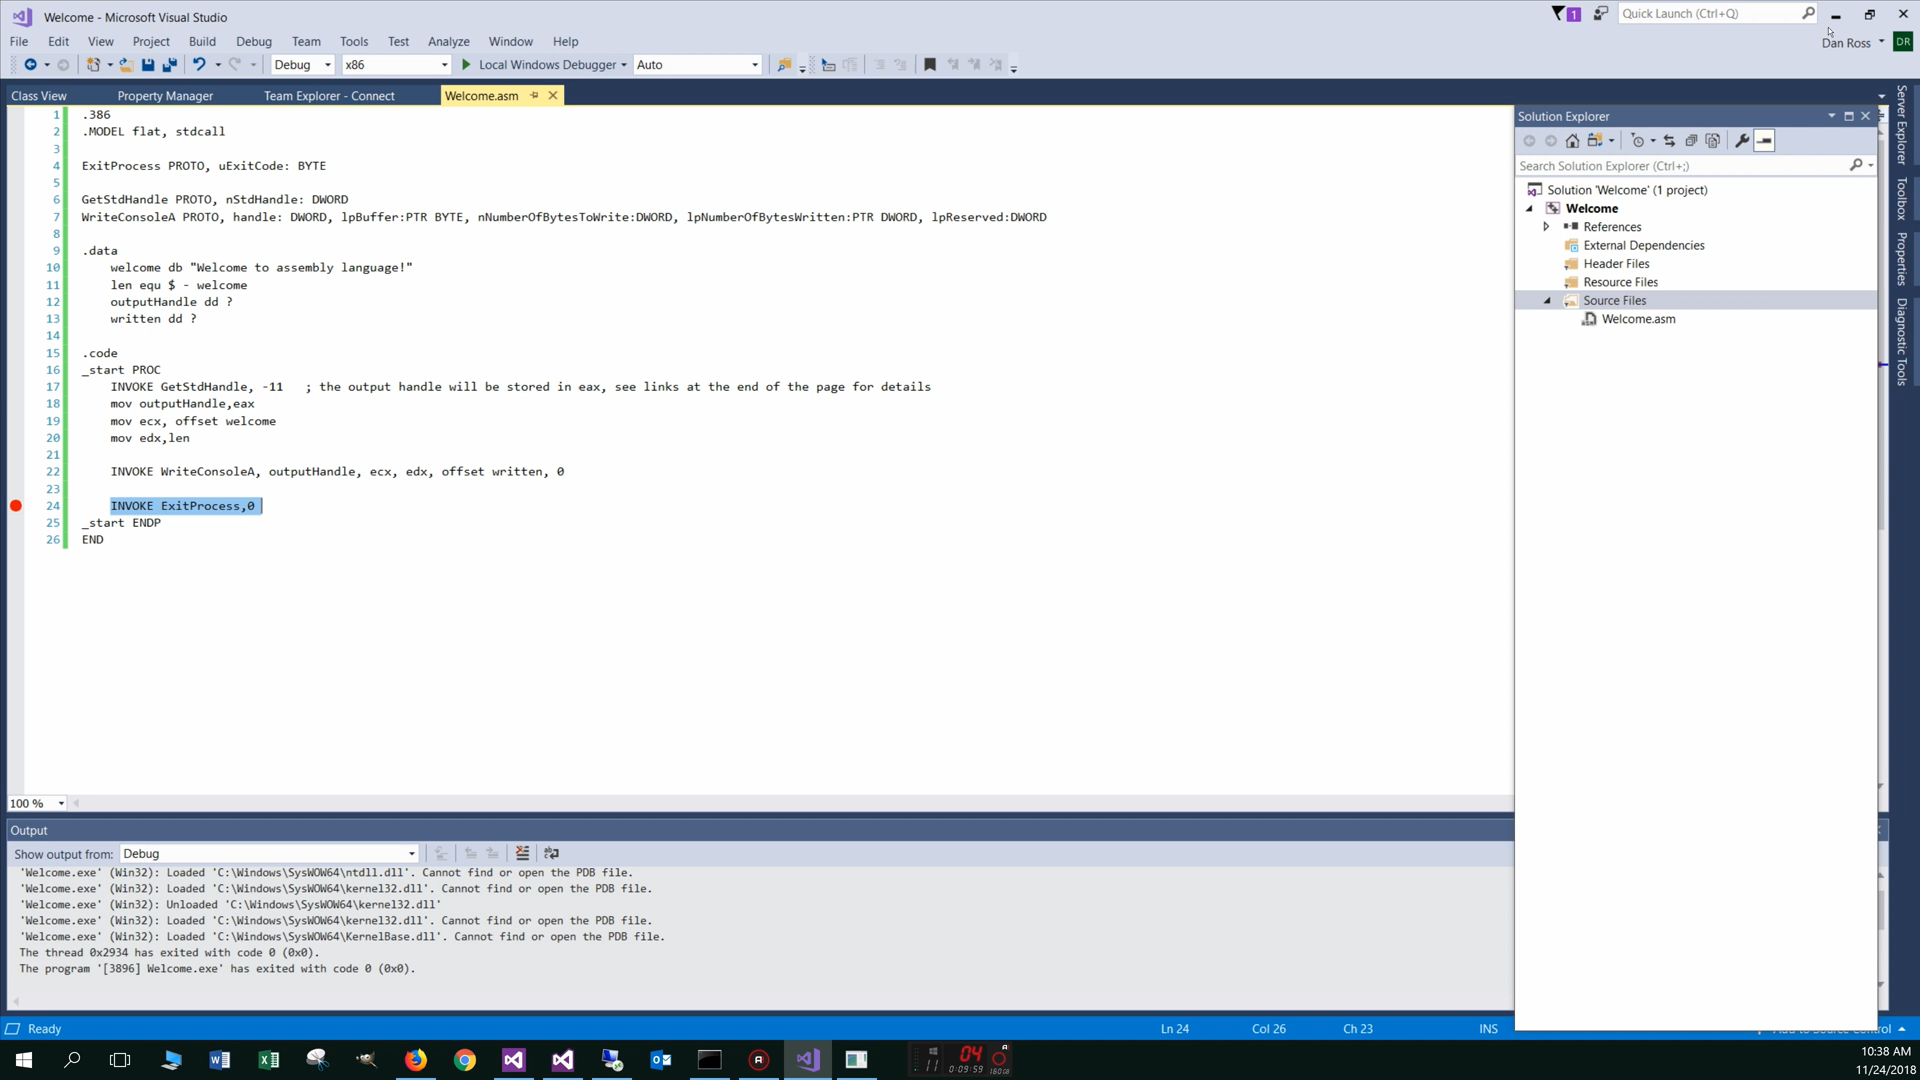 Welcome - Microsoft Visual Studio
1
Quick Launch (Ctrl+Q)
File Edit View Project Build Debug Team Tools Test Analyze Window Help
Dan Ross
DR
Debug x86 Local Windows Debugger Auto
Class View Property Manager Team Explorer - Connect Welcome.asm
1 .386
2 .MODEL flat, stdcall
3
4 ExitProcess PROTO, uExitCode: BYTE
5
6 GetStdHandle PROTO, nStdHandle: DWORD
7 WriteConsoleA PROTO, handle: DWORD, lpBuffer:PTR BYTE, nNumberOfBytesToWrite:DWORD, lpNumberOfBytesWritten:PTR DWORD, lpReserved:DWORD
8
9 .data
10 welcome db "Welcome to assembly language!"
11 len equ $ - welcome
12 outputHandle dd ?
13 written dd ?
14
15 .code
16 _start PROC
17 INVOKE GetStdHandle, -11 ; the output handle will be stored in eax, see links at the end of the page for details
18 mov outputHandle,eax
19 mov ecx, offset welcome
20 mov edx,len
21
22 INVOKE WriteConsoleA, outputHandle, ecx, edx, offset written, 0
23
24 INVOKE ExitProcess,0
25 _start ENDP
26 END
100 %
Solution Explorer
Search Solution Explorer (Ctrl+;)
Solution 'Welcome' (1 project)
Welcome
References
External Dependencies
Header Files
Resource Files
Source Files
Welcome.asm
Server Explorer
Toolbox
Properties
Diagnostic Tools
Output
Show output from: Debug
'Welcome.exe' (Win32): Loaded 'C:\Windows\SysWOW64\ntdll.dll'. Cannot find or open the PDB file.
'Welcome.exe' (Win32): Loaded 'C:\Windows\SysWOW64\kernel32.dll'. Cannot find or open the PDB file.
'Welcome.exe' (Win32): Unloaded 'C:\Windows\SysWOW64\kernel32.dll'
'Welcome.exe' (Win32): Loaded 'C:\Windows\SysWOW64\kernel32.dll'. Cannot find or open the PDB file.
'Welcome.exe' (Win32): Loaded 'C:\Windows\SysWOW64\KernelBase.dll'. Cannot find or open the PDB file.
The thread 0x2934 has exited with code 0 (0x0).
The program '[3896] Welcome.exe' has exited with code 0 (0x0).
Ready Ln 24 Col 26 Ch 23 INS Add to Source Control
11 04 0:09:59 160GB
10:38 AM
11/24/2018